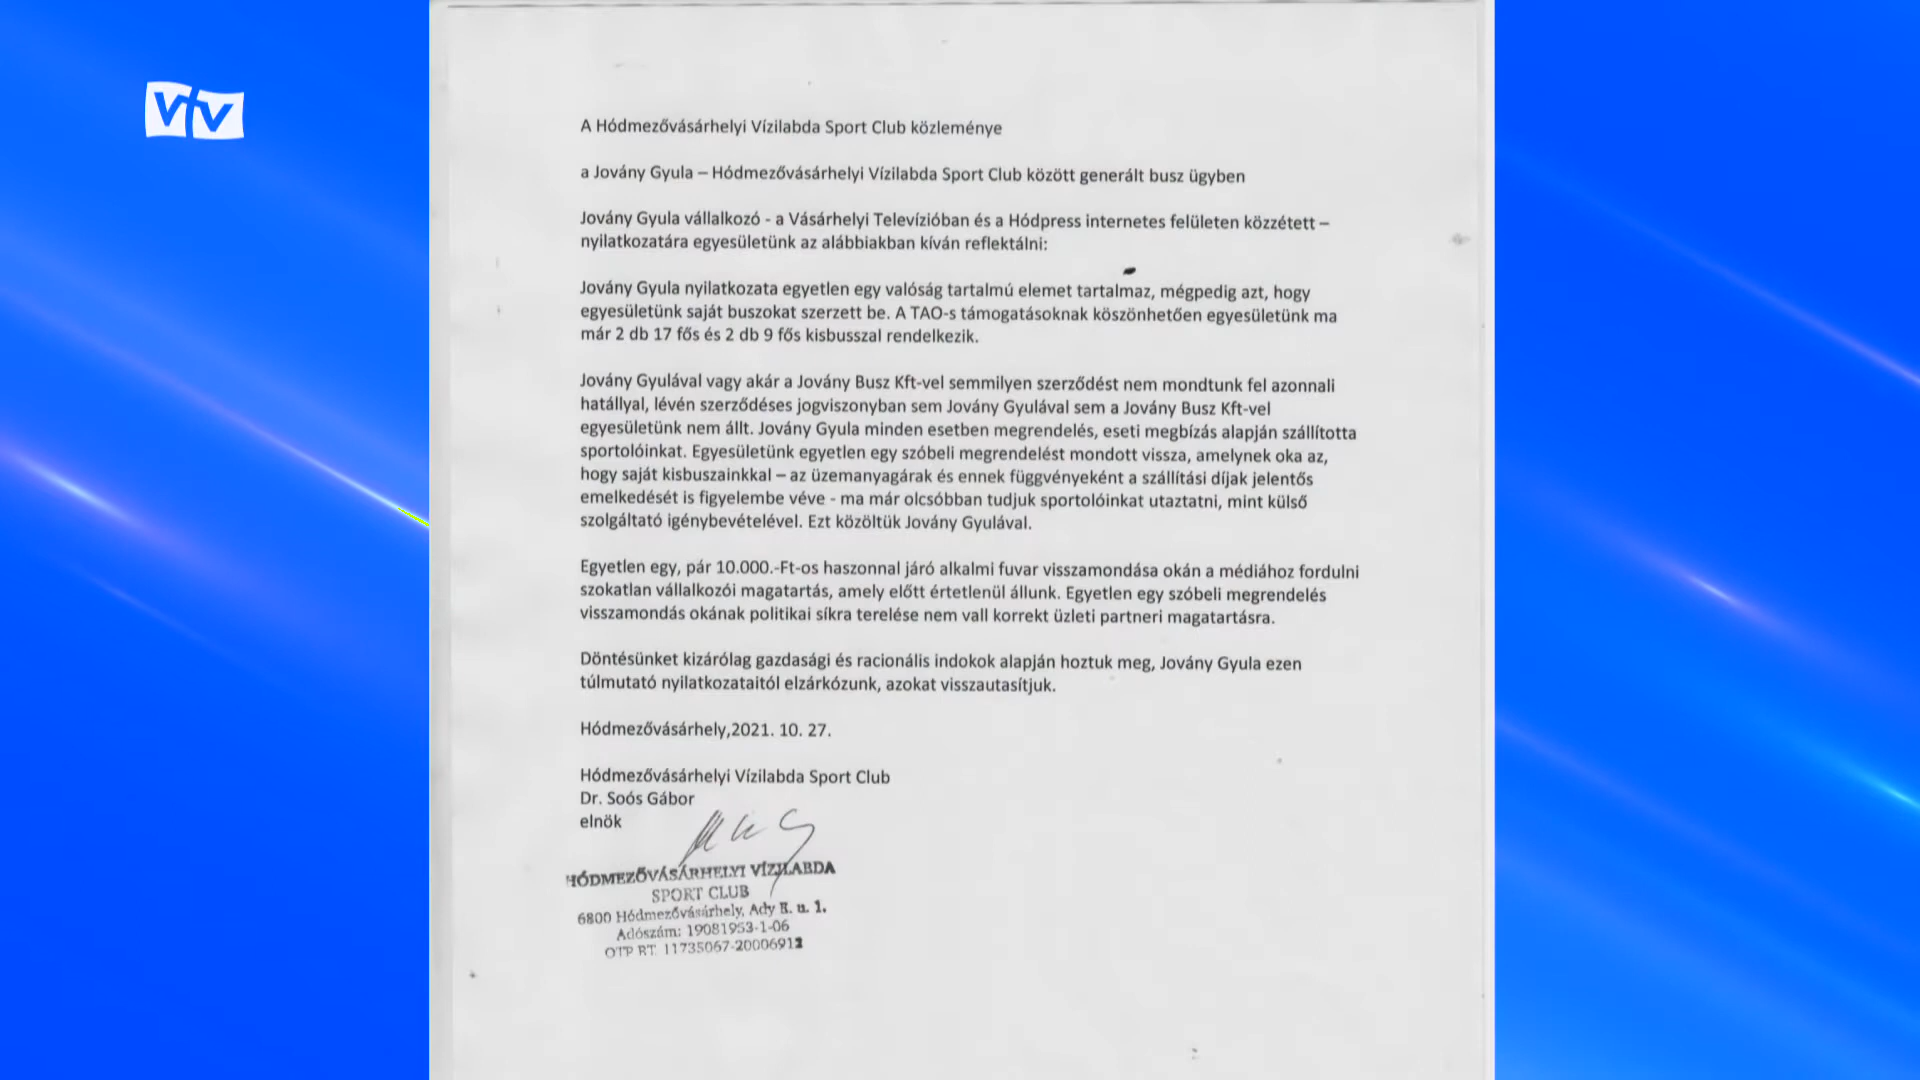 VTV
A Hódmezővásárhelyi Vízilabda Sport Club közleménye
a Jovány Gyula – Hódmezővásárhelyi Vízilabda Sport Club között generált busz ügyben
Jovány Gyula vállalkozó - a Vásárhelyi Televízióban és a Hódpress internetes felületen közzétett –
nyilatkozatára egyesületünk az alábbiakban kíván reflektálni:
Jovány Gyula nyilatkozata egyetlen egy valóság tartalmú elemet tartalmaz, mégpedig azt, hogy
egyesületünk saját buszokat szerzett be. A TAO-s támogatásoknak köszönhetően egyesületünk ma
már 2 db 17 fős és 2 db 9 fős kisbusszal rendelkezik.
Jovány Gyulával vagy akár a Jovány Busz Kft-vel semmilyen szerződést nem mondtunk fel azonnali
hatállyal, lévén szerződéses jogviszonyban sem Jovány Gyulával sem a Jovány Busz Kft-vel
egyesületünk nem állt. Jovány Gyula minden esetben megrendelés, eseti megbízás alapján szállította
sportolóinkat. Egyesületünk egyetlen egy szóbeli megrendelést mondott vissza, amelynek oka az,
hogy saját kisbuszainkkal – az üzemanyagárak és ennek függvényeként a szállítási díjak jelentős
emelkedését is figyelembe véve - ma már olcsóbban tudjuk sportolóinkat utaztatni, mint külső
szolgáltató igénybevételével. Ezt közöltük Jovány Gyulával.
Egyetlen egy, pár 10.000.-Ft-os haszonnal járó alkalmi fuvar visszamondása okán a médiához fordulni
szokatlan vállalkozói magatartás, amely előtt értetlenül állunk. Egyetlen egy szóbeli megrendelés
visszamondás okának politikai síkra terelése nem vall korrekt üzleti partneri magatartásra.
Döntésünket kizárólag gazdasági és racionális indokok alapján hoztuk meg, Jovány Gyula ezen
túlmutató nyilatkozataitól elzárkózunk, azokat visszautasítjuk.
Hódmezővásárhely,2021. 10. 27.
Hódmezővásárhelyi Vízilabda Sport Club
Dr. Soós Gábor
elnök
HÓDMEZŐVÁSÁRHELYI VÍZILABDA
SPORT CLUB
6800 Hódmezővásárhely, Ady E. u. 1.
Adószám: 19081953-1-06
OTP RT. 11735067-20006912